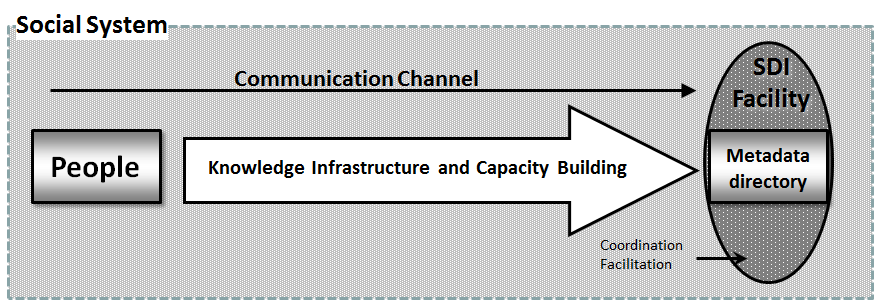 Social System
Communication Channel
SDI
Facility
People
Knowledge Infrastructure and Capacity Building
Metadata
directory
Coordination
Facilitation